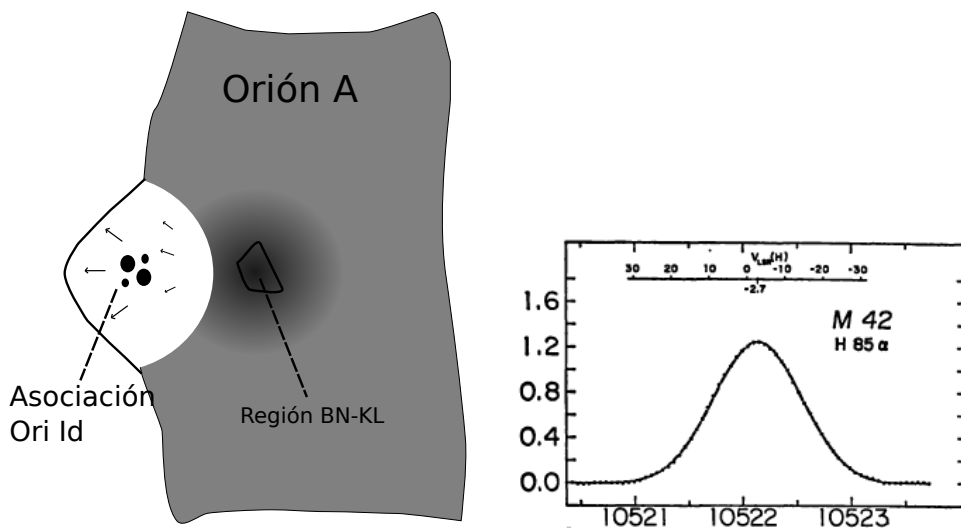 Orión A
Asociación
Ori Id
Región BN-KL
V_LSR(H)
30 20 10 0 -10 -20 -30
-2.7
M 42
H 85 α
1.6
1.2
0.8
0.4
0.0
10521 10522 10523